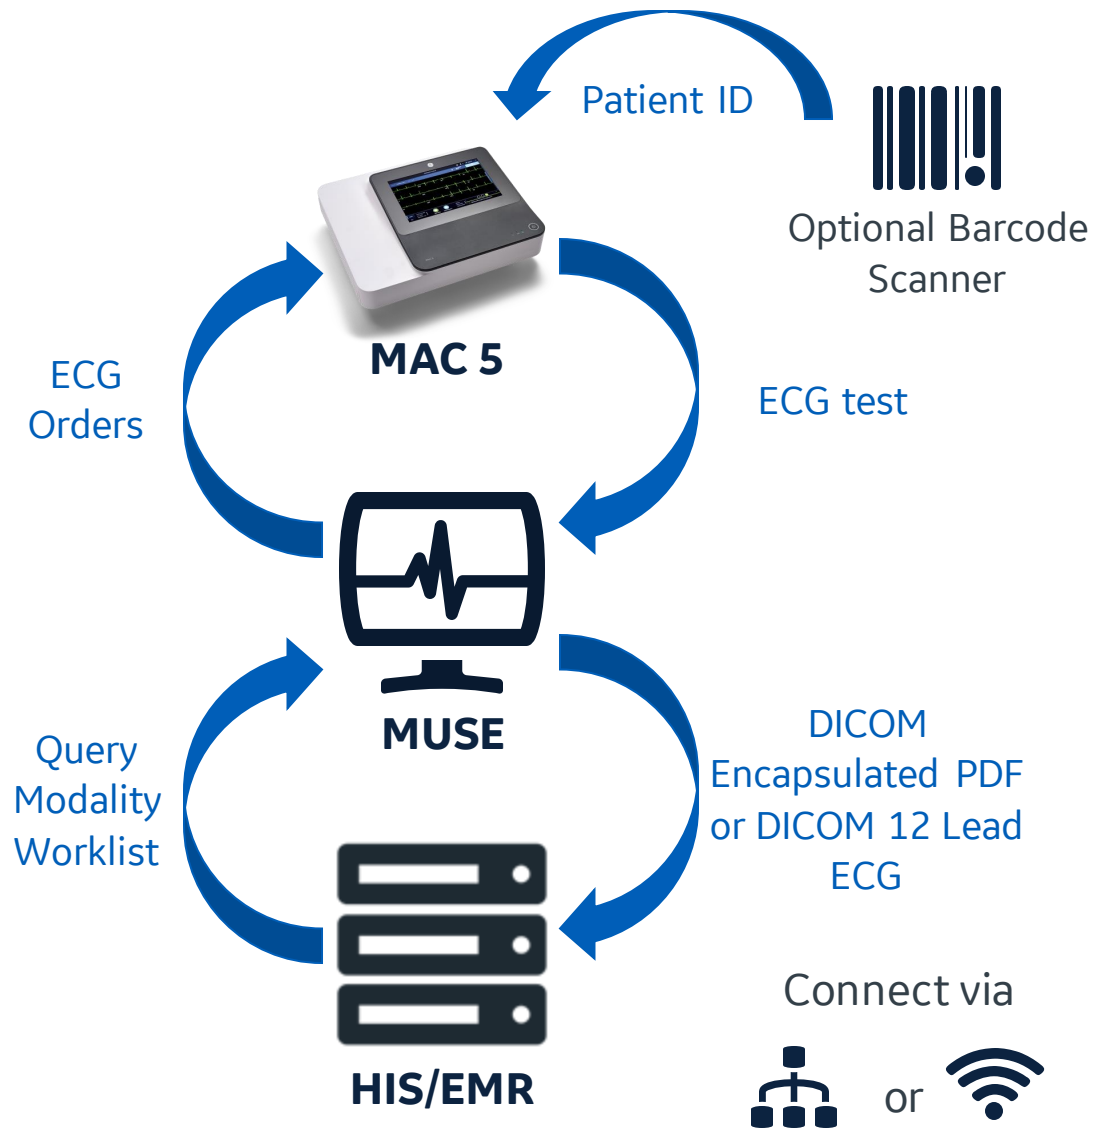 Patient ID
Optional Barcode
Scanner
MAC 5
ECG
Orders
ECG test
MUSE
Query
Modality
Worklist
DICOM
Encapsulated PDF
or DICOM 12 Lead
ECG
HIS/EMR
Connect via
or